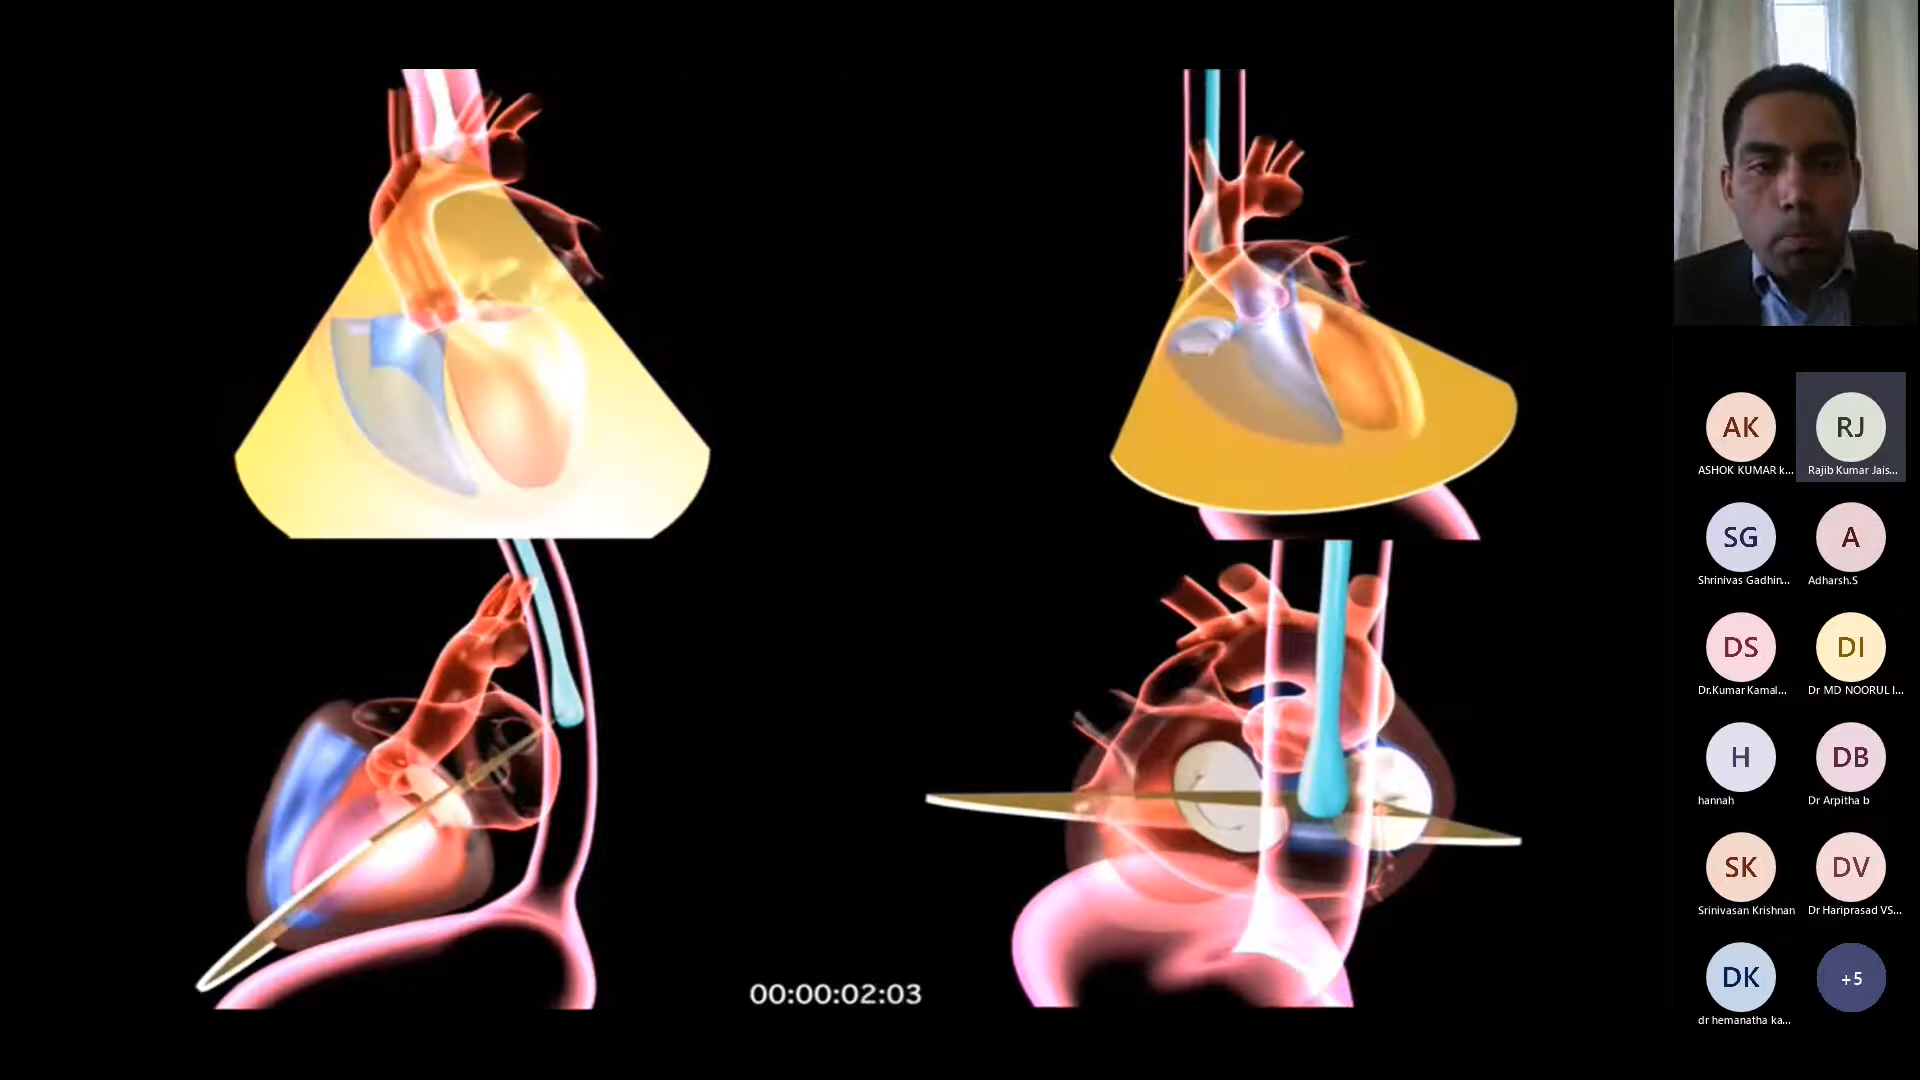 00:00:02:03
AK
ASHOK KUMAR k...
RJ
Rajib Kumar Jais...
SG
Shrinivas Gadhin...
A
Adharsh.S
DS
Dr.Kumar Kamal...
DI
Dr MD NOORUL I...
H
hannah
DB
Dr Arpitha b
SK
Srinivasan Krishnan
DV
Dr Hariprasad VS...
DK
dr hemanatha ka...
+5